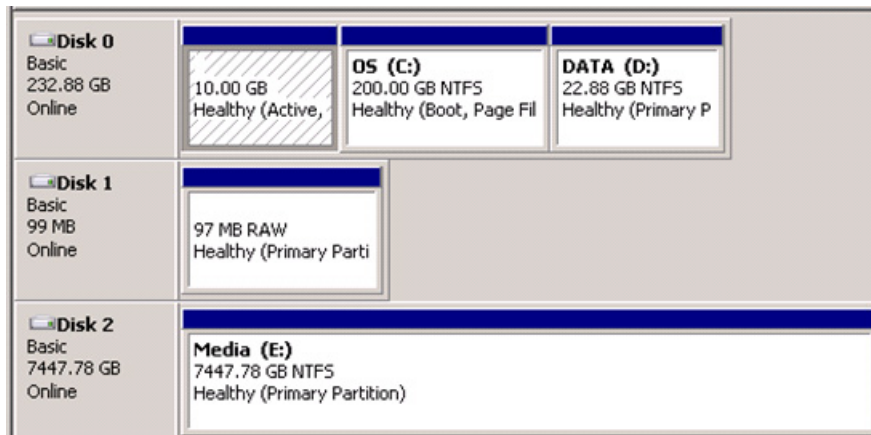 Disk 0
Basic
232.88 GB
Online
10.00 GB
Healthy (Active,
OS (C:)
200.00 GB NTFS
Healthy (Boot, Page Fil
DATA (D:)
22.88 GB NTFS
Healthy (Primary P
Disk 1
Basic
99 MB
Online
97 MB RAW
Healthy (Primary Parti
Disk 2
Basic
7447.78 GB
Online
Media (E:)
7447.78 GB NTFS
Healthy (Primary Partition)